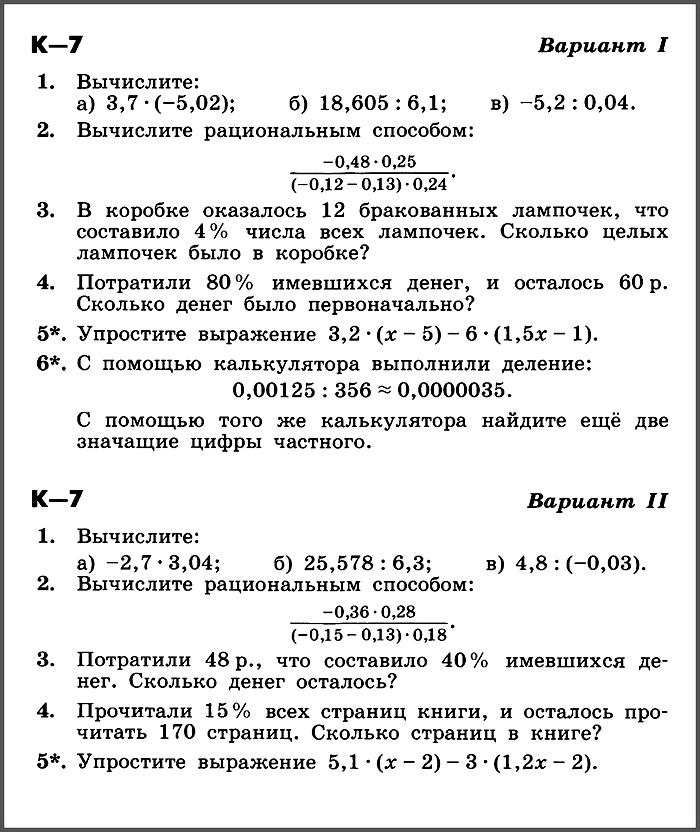 К—7 Вариант I
1. Вычислите:
а) 3,7 · (−5,02); б) 18,605 : 6,1; в) −5,2 : 0,04.
2. Вычислите рациональным способом:
−0,48 · 0,25
(−0,12 − 0,13) · 0,24.
3. В коробке оказалось 12 бракованных лампочек, что
составило 4% числа всех лампочек. Сколько целых
лампочек было в коробке?
4. Потратили 80% имевшихся денег, и осталось 60 р.
Сколько денег было первоначально?
5*. Упростите выражение 3,2 · (x − 5) − 6 · (1,5x − 1).
6*. С помощью калькулятора выполнили деление:
0,00125 : 356 ≈ 0,0000035.
С помощью того же калькулятора найдите ещё две
значащие цифры частного.
К—7 Вариант II
1. Вычислите:
а) −2,7 · 3,04; б) 25,578 : 6,3; в) 4,8 : (−0,03).
2. Вычислите рациональным способом:
−0,36 · 0,28
(−0,15 − 0,13) · 0,18.
3. Потратили 48 р., что составило 40% имевшихся де-
нег. Сколько денег осталось?
4. Прочитали 15% всех страниц книги, и осталось про-
читать 170 страниц. Сколько страниц в книге?
5*. Упростите выражение 5,1 · (x − 2) − 3 · (1,2x − 2).